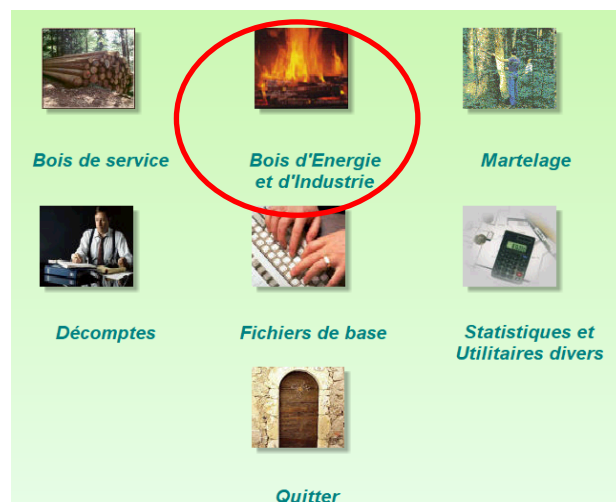 Bois de service
Bois d'Energie
et d'Industrie
Martelage
Décomptes
Fichiers de base
Statistiques et
Utilitaires divers
Quitter